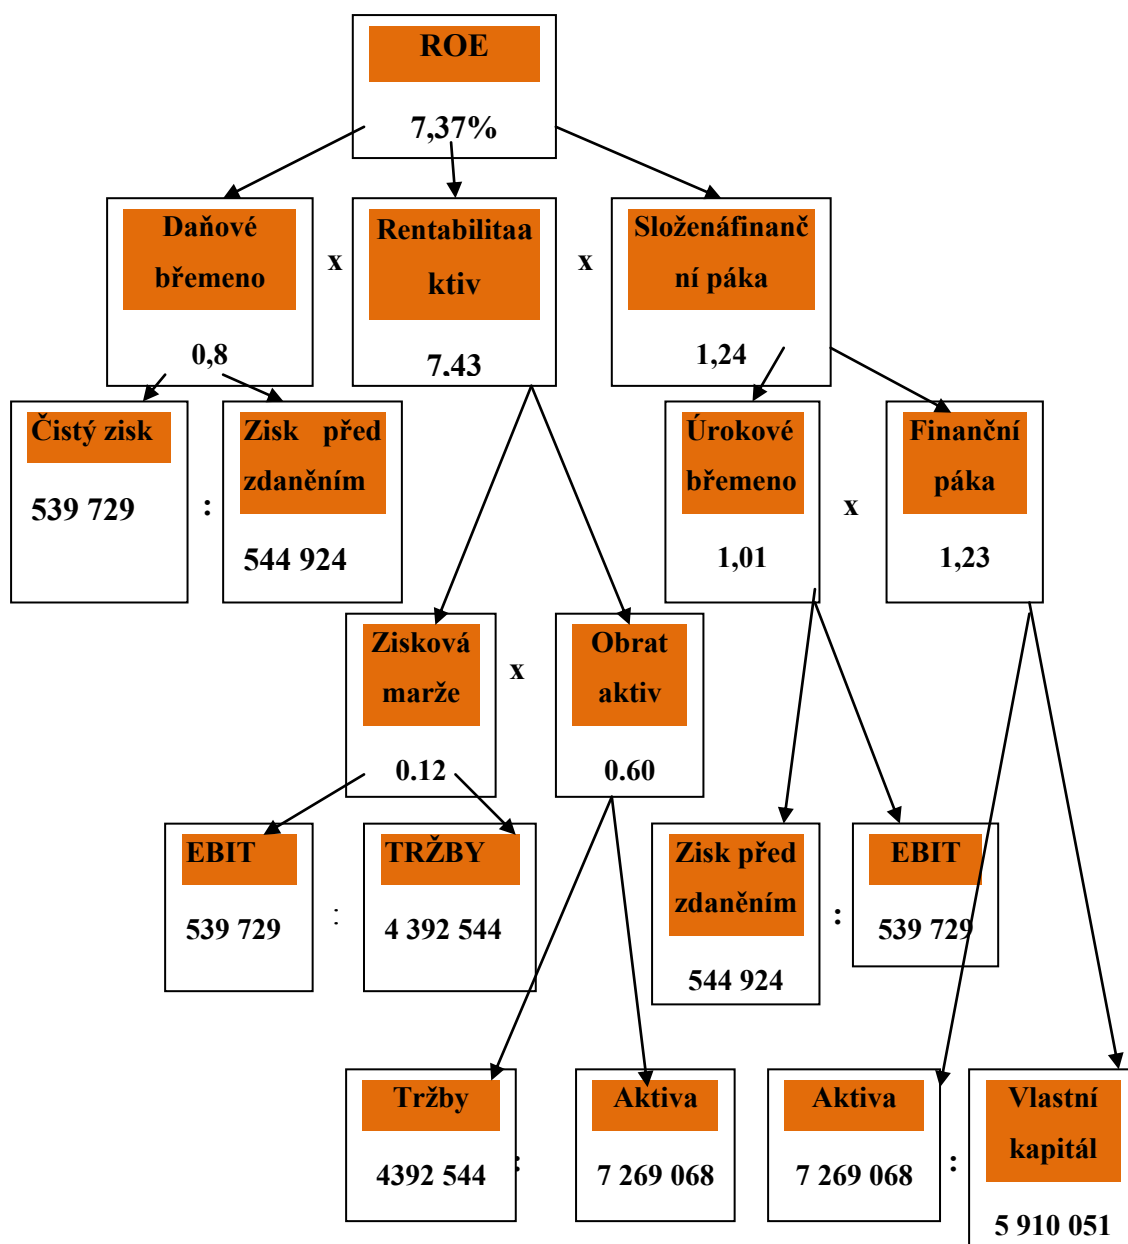 ROE
7,37%
Daňové
břemeno
0,8
x
Rentabilitaa
ktiv
7,43
x
Složenáfinanč
ní páka
1,24
Čistý zisk
539 729
:
Zisk před
zdaněním
544 924
Úrokové
břemeno
1,01
x
Finanční
páka
1,23
Zisková
marže
0.12
x
Obrat
aktiv
0.60
EBIT
539 729
:
TRŽBY
4 392 544
Zisk před
zdaněním
544 924
:
EBIT
539 729
Tržby
4392 544
:
Aktiva
7 269 068
Aktiva
7 269 068
:
Vlastní
kapitál
5 910 051